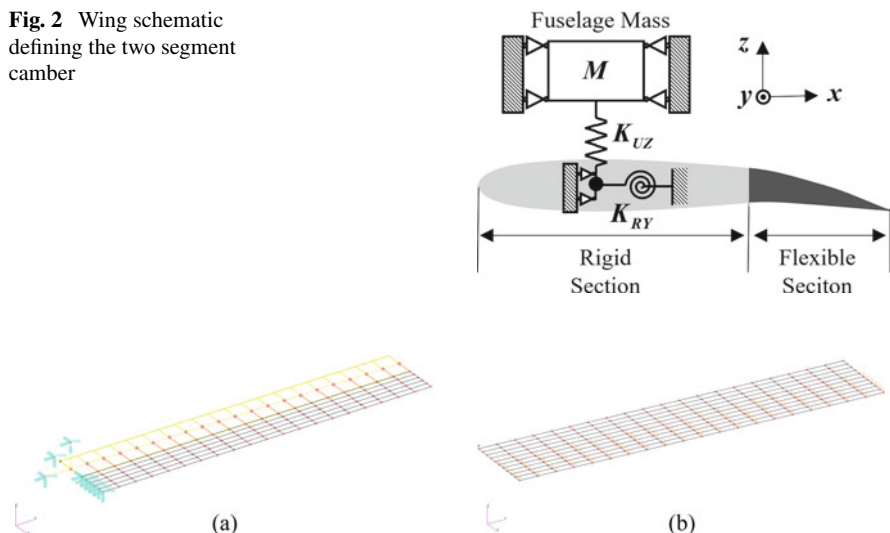 Fig. 2 Wing schematic
defining the two segment
camber
Fuselage Mass
M
z
y
x
K_UZ
K_RY
Rigid
Section
Flexible
Seciton
(a)
(b)